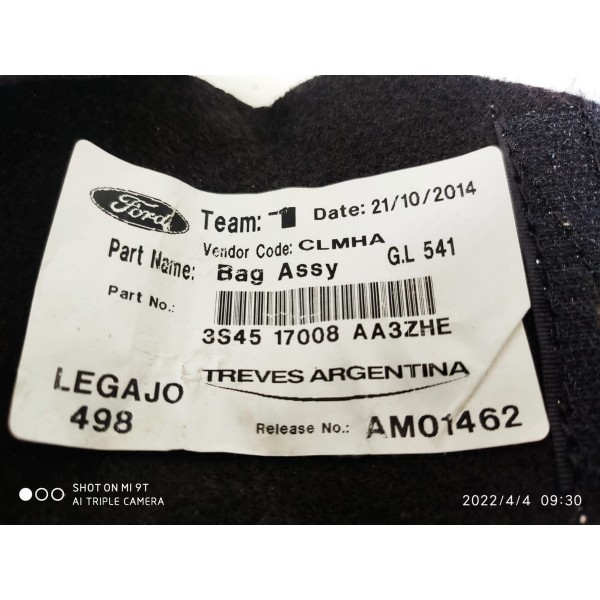 Ford
Team: 1 Date: 21/10/2014
Vendor Code: CLMHA
Part Name: Bag Assy G.L 541
Part No.:
3S45 17008 AA3ZHE
LEGAJO
498
TREVES ARGENTINA
Release No.: AM01462
SHOT ON MI 9T
AI TRIPLE CAMERA
2022/4/4 09:30